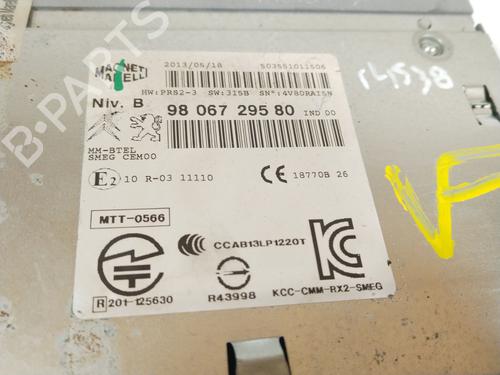 MAGNETI
MARELLI
2013/05/18 503551011506
HW:PRS2-3 SW:315B SN°:4V80RAISN
Niv. B
98 067 295 80 IND 00
MM-BTEL
SMEG CEM00
E2 10 R-03 11110
CE 1877OB 26
MTT-0566
CCAB13LP1220T
R 201-125630
R43998
KCC-CMM-RX2-SMEG
B-PARTS